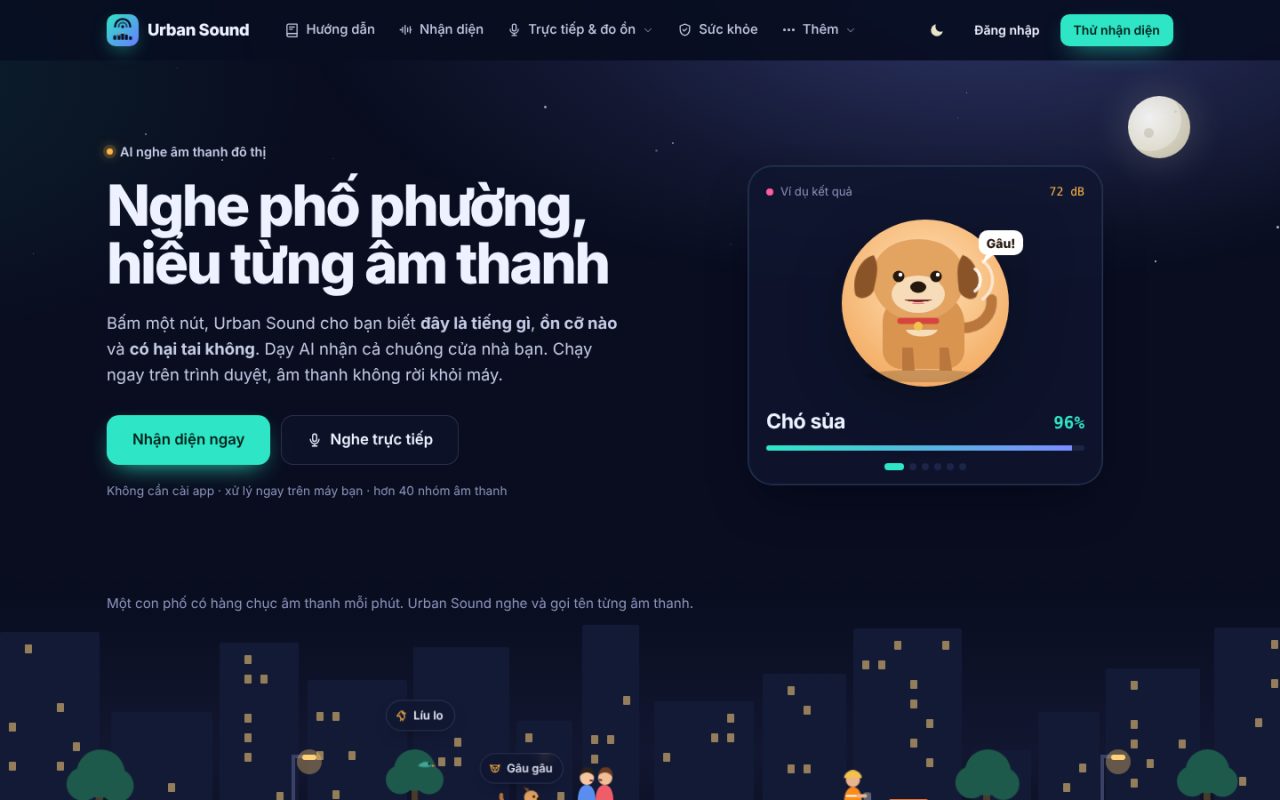 Urban Sound
Hướng dẫn
Nhận diện
Trực tiếp & đo ồn
Sức khỏe
Thêm
Đăng nhập
Thử nhận diện
AI nghe âm thanh đô thị
Nghe phố phường,
hiểu từng âm thanh
Bấm một nút, Urban Sound cho bạn biết đây là tiếng gì, ồn cỡ nào
và có hại tai không. Dạy AI nhận cả chuông cửa nhà bạn. Chạy
ngay trên trình duyệt, âm thanh không rời khỏi máy.
Nhận diện ngay
Nghe trực tiếp
Không cần cài app · xử lý ngay trên máy bạn · hơn 40 nhóm âm thanh
Ví dụ kết quả
72 dB
Gâu!
Chó sủa
96%
Một con phố có hàng chục âm thanh mỗi phút. Urban Sound nghe và gọi tên từng âm thanh.
Líu lo
Gâu gâu